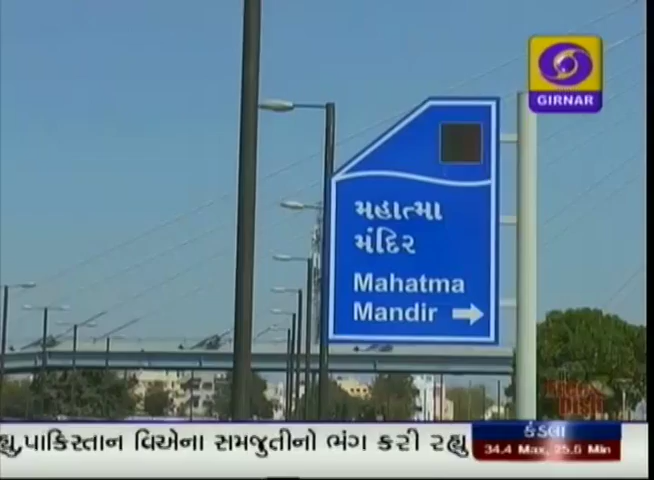 GIRNAR
મહાત્મા
મંદિર
Mahatma
Mandir
હ્યુ,પાકિસ્તાન વિએના સમજુતીનો ભંગ કરી રહ્યુ
કંડલા
34.4 Max, 25.6 Min